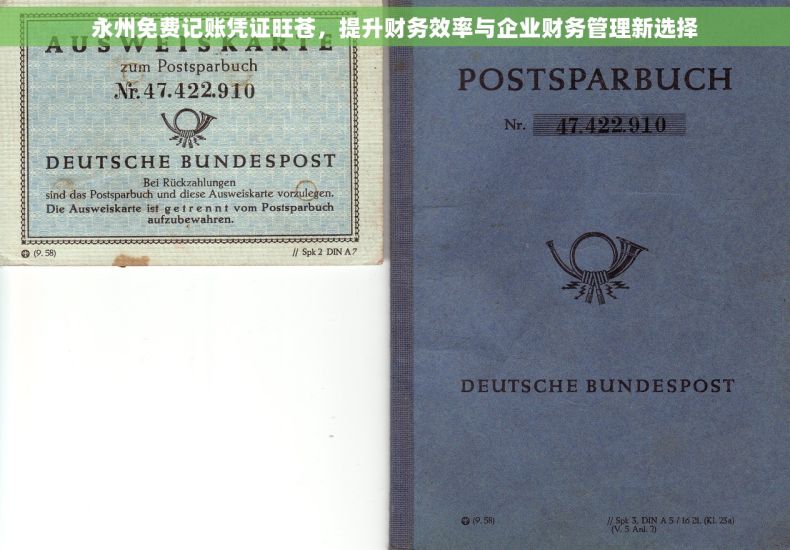 永州免费记账凭证旺苍，提升财务效率与企业财务管理新选择
AUSWEISKARTE
zum Postsparbuch
Nr. 47.422.910
DEUTSCHE BUNDESPOST
Bei Rückzahlungen
sind das Postsparbuch und diese Ausweiskarte vorzulegen.
Die Ausweiskarte ist getrennt vom Postsparbuch
aufzubewahren.
(9. 58)
// Spk 2 DIN A 7
POSTSPARBUCH
Nr. 47.422.910
DEUTSCHE BUNDESPOST
(9. 58)
// Spk 3, DIN A 5 / 16 Bl. (Kl. 23a)
(V. 5 Anl. 2)